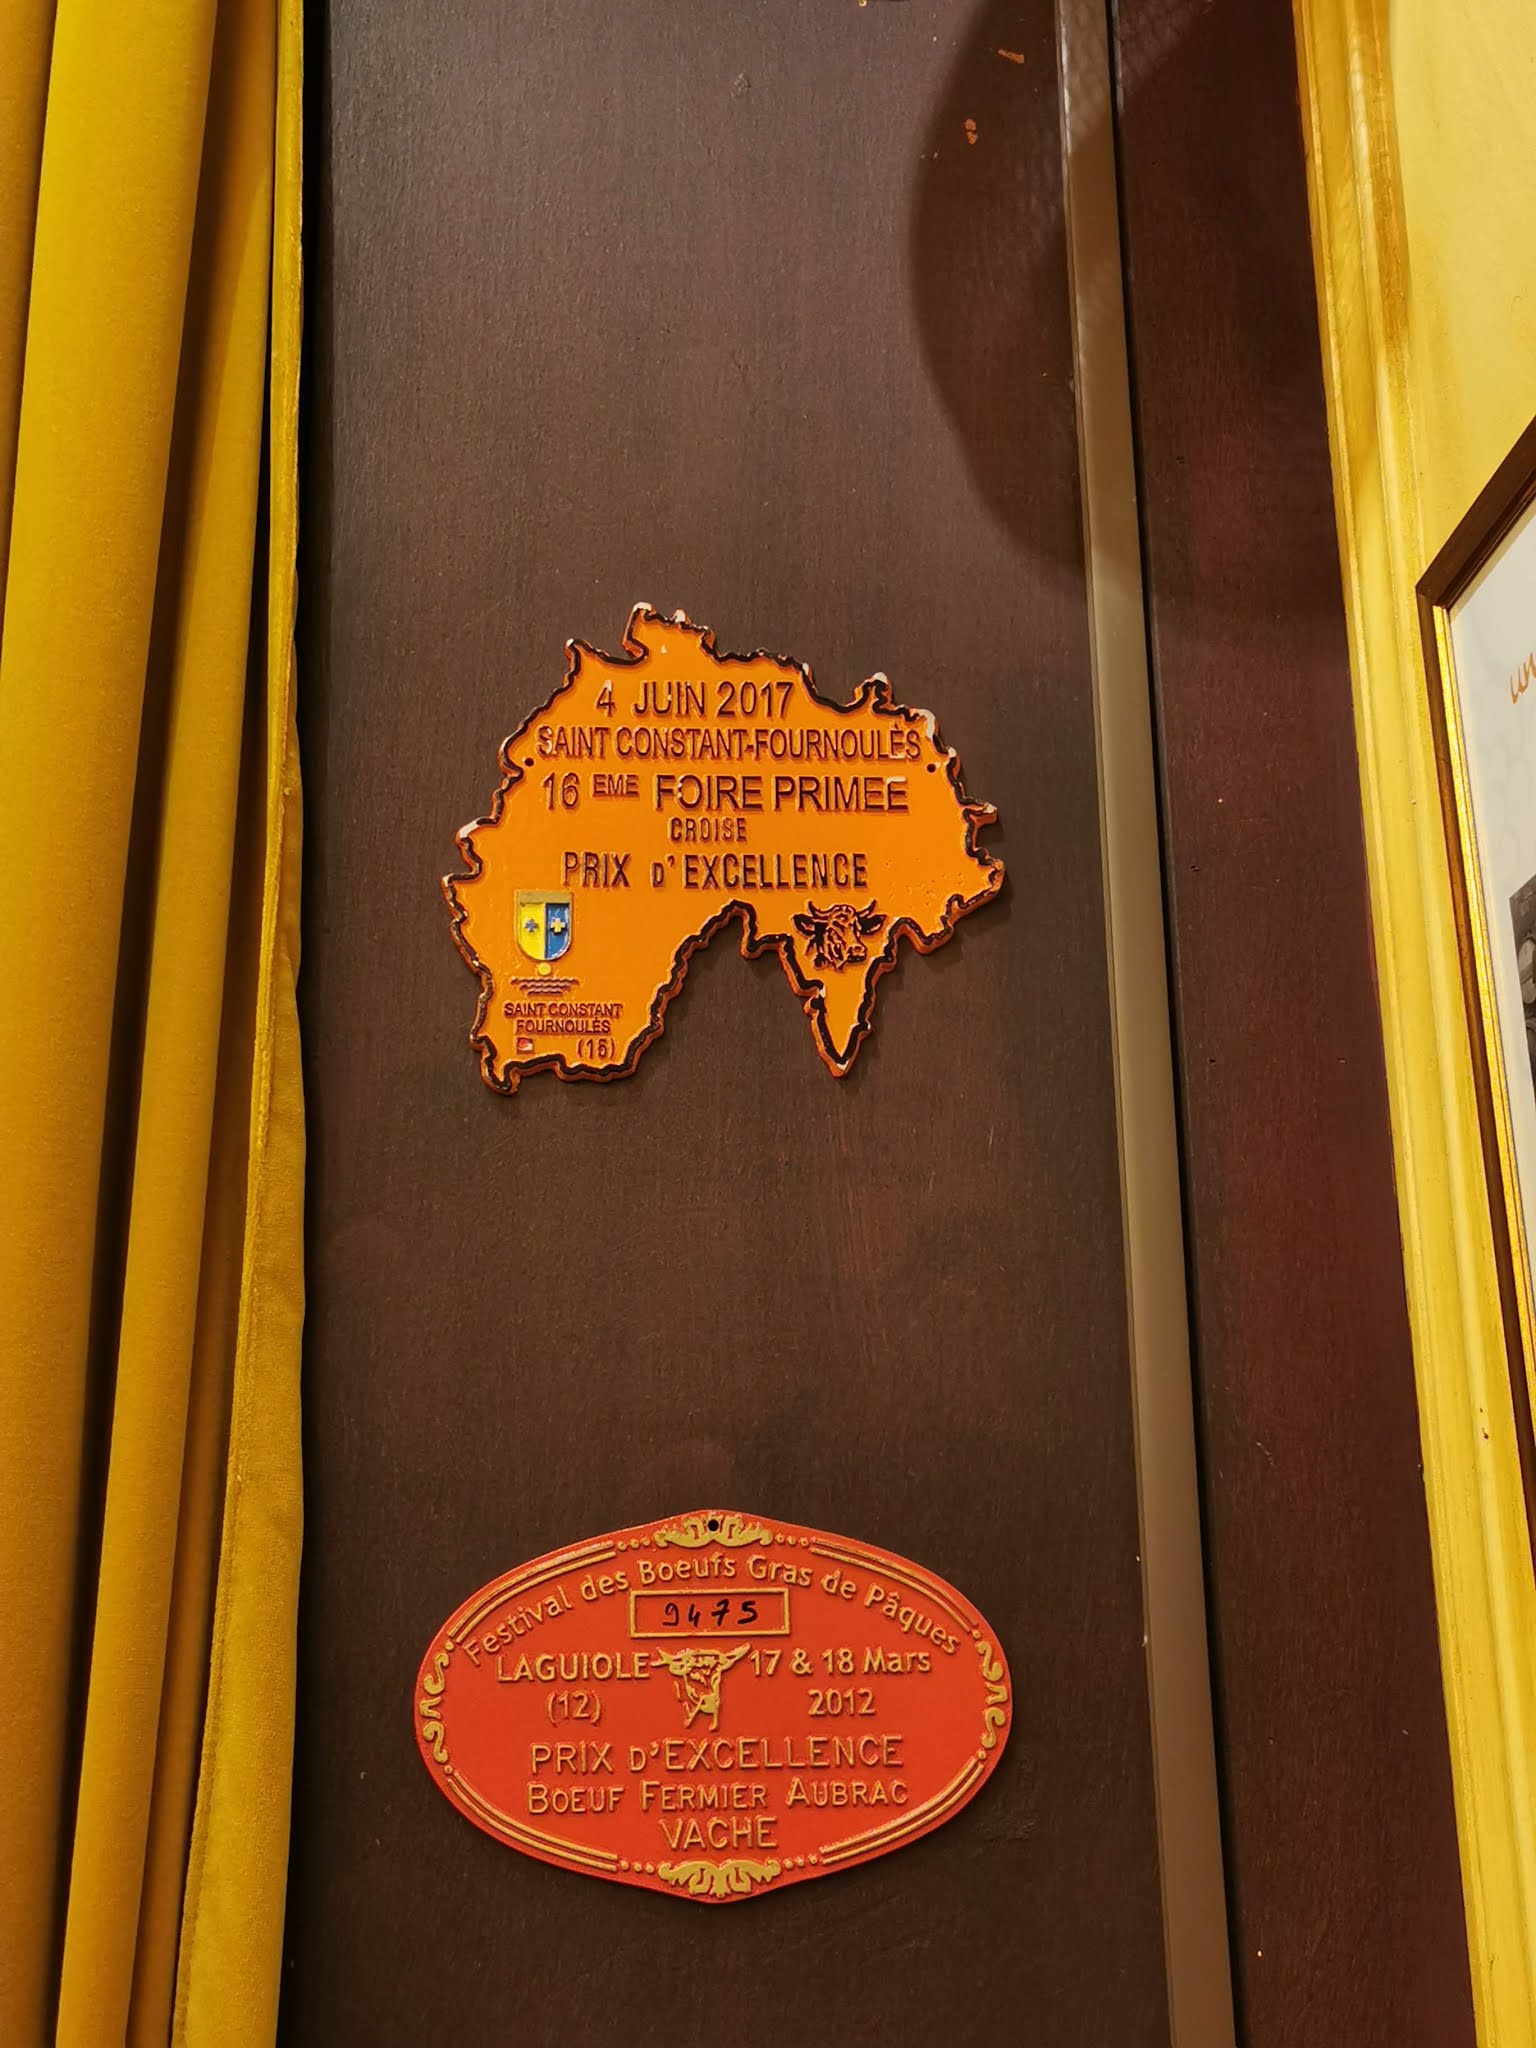 4 JUIN 2017
SAINT CONSTANT-FOURNOULÈS
16 EME FOIRE PRIMEE
CROISE
PRIX D'EXCELLENCE
SAINT CONSTANT
FOURNOULÈS
(15)
Festival des Boeufs Gras de Pâques
9475
LAGUIOLE 17 & 18 Mars
(12) 2012
PRIX D'EXCELLENCE
BOEUF FERMIER AUBRAC
VACHE